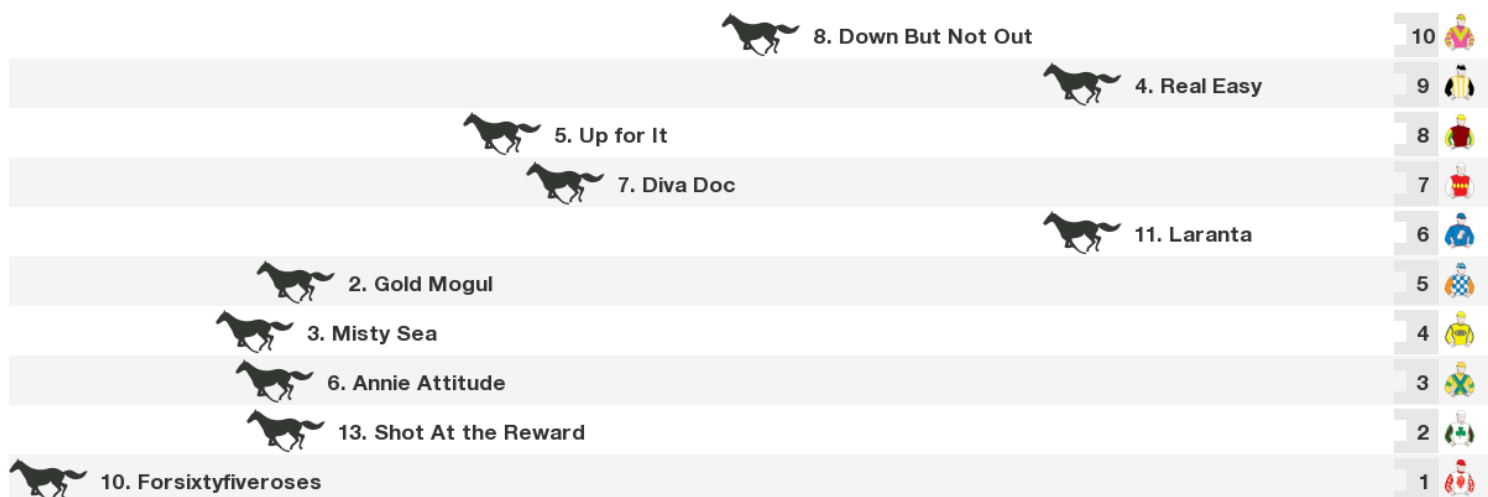 8. Down But Not Out 10
4. Real Easy 9
5. Up for It 8
7. Diva Doc 7
11. Laranta 6
2. Gold Mogul 5
3. Misty Sea 4
6. Annie Attitude 3
13. Shot At the Reward 2
10. Forsixtyfiveroses 1